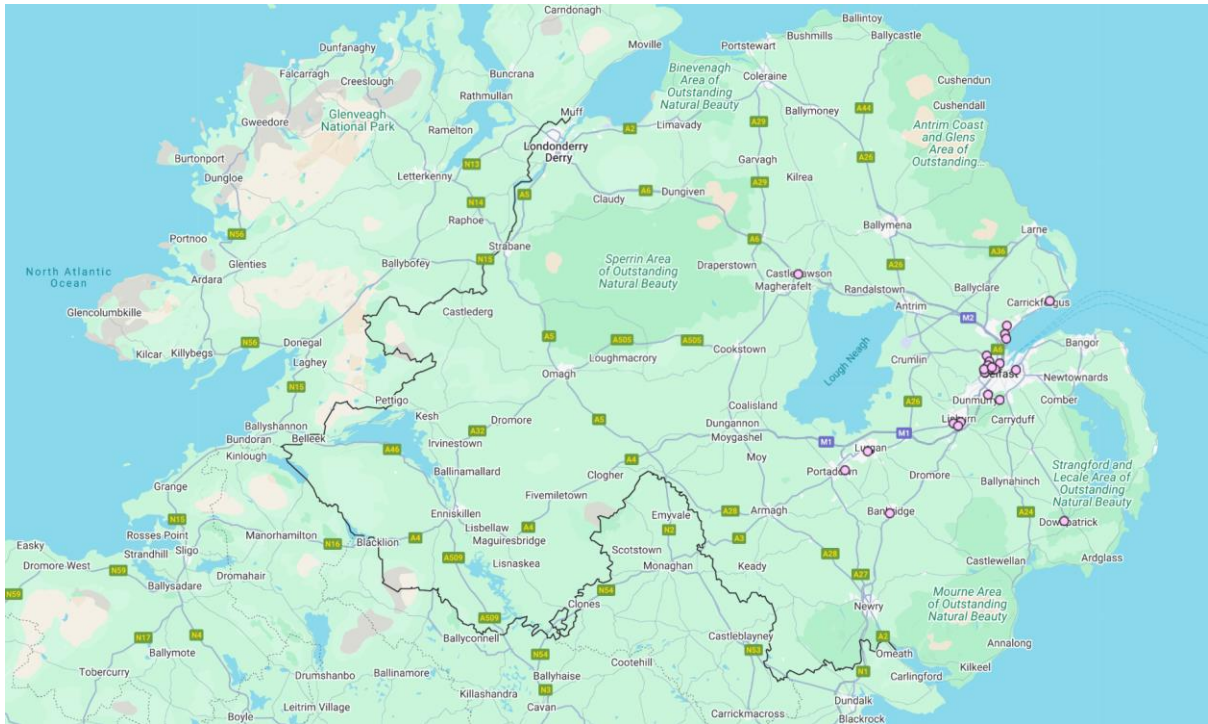 Carndonagh
Ballintoy
Dunfanaghy
Moville
Portstewart
Bushmills
Ballycastle
Falcarragh
Creeslough
Buncrana
Binevenagh
Area of
Outstanding
Natural Beauty
Coleraine
Cushendun
Rathmullan
Glenveagh
National Park
Muff
Ballymoney
A44
Cushendall
Gweedore
Ramelton
A2
Limavady
A29
Antrim Coast
and Glens
Area of
Outstanding...
Burtonport
Londonderry
Derry
Garvagh
A26
Dungloe
N13
Letterkenny
Kilrea
A29
N14
A5
Claudy
A6
Dungiven
Raphoe
Ballymena
Larne
N56
Portnoo
Strabane
A6
A36
Glenties
Ballybofey
N15
Sperrin Area
of Outstanding
Natural Beauty
Draperstown
Castledawson
A26
North Atlantic
Ocean
Ardara
Magherafelt
Randalstown
Ballyclare
Carrickfergus
Glencolumbkille
Castlederg
Antrim
M2
A5
A505
A505
Kilcar
Killybegs
N56
Donegal
Loughmacrory
Cookstown
Lough Neagh
Crumlin
A6
Bangor
Laghey
Omagh
Belfast
Newtownards
N15
Pettigo
Dunmurry
Comber
Kesh
Dromore
A5
Coalisland
A26
Lisburn
Carryduff
Ballyshannon
Bundoran
Belleek
A32
Dungannon
Moygashel
M1
M1
Kinlough
A46
Irvinestown
Moy
Lurgan
Ballinamallard
Clogher
A4
Portadown
Dromore
Ballynahinch
Strangford and
Lecale Area of
Outstanding
Natural Beauty
Grange
Fivemiletown
Emyvale
A28
Armagh
Banbridge
A24
Downpatrick
N15
Enniskillen
Lisbellaw
A4
N2
Rosses Point
Manorhamilton
N16
Blacklion
A4
Maguiresbridge
A3
Easky
Strandhill
Sligo
A509
Scotstown
A28
Ardglass
Dromore West
N59
Lisnaskea
Monaghan
Keady
Castlewellan
Ballysadare
Dromahair
A27
N59
N54
Mourne Area
of Outstanding
Natural Beauty
Clones
Newry
N17
N4
A509
Ballyconnell
Castleblayney
A2
Annalong
Ballymote
N54
N53
Omeath
Tobercurry
Drumshanbo
Ballinamore
Ballyhaise
Cootehill
N1
Carlingford
Kilkeel
Killashandra
N3
Dundalk
Boyle
Leitrim Village
Cavan
Carrickmacross
Blackrock